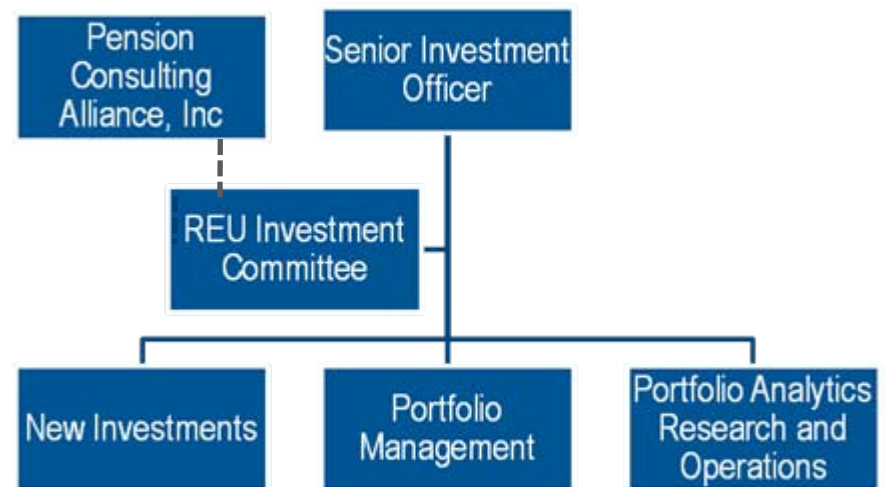 Pension
Consulting
Alliance, Inc
Senior Investment
Officer
REU Investment
Committee
New Investments
Portfolio
Management
Portfolio Analytics
Research and
Operations